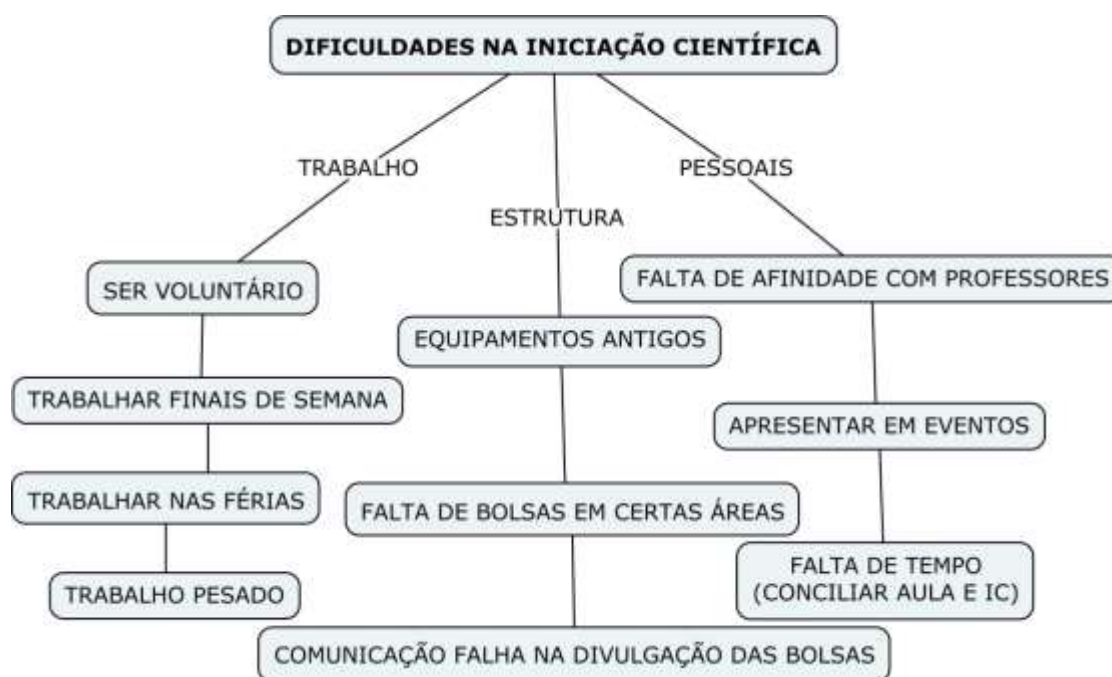 DIFICULDADES NA INICIAÇÃO CIENTÍFICA
TRABALHO
ESTRUTURA
PESSOAIS
SER VOLUNTÁRIO
TRABALHAR FINAIS DE SEMANA
TRABALHAR NAS FÉRIAS
TRABALHO PESADO
EQUIPAMENTOS ANTIGOS
FALTA DE BOLSAS EM CERTAS ÁREAS
COMUNICAÇÃO FALHA NA DIVULGAÇÃO DAS BOLSAS
FALTA DE AFINIDADE COM PROFESSORES
APRESENTAR EM EVENTOS
FALTA DE TEMPO
(CONCILIAR AULA E IC)